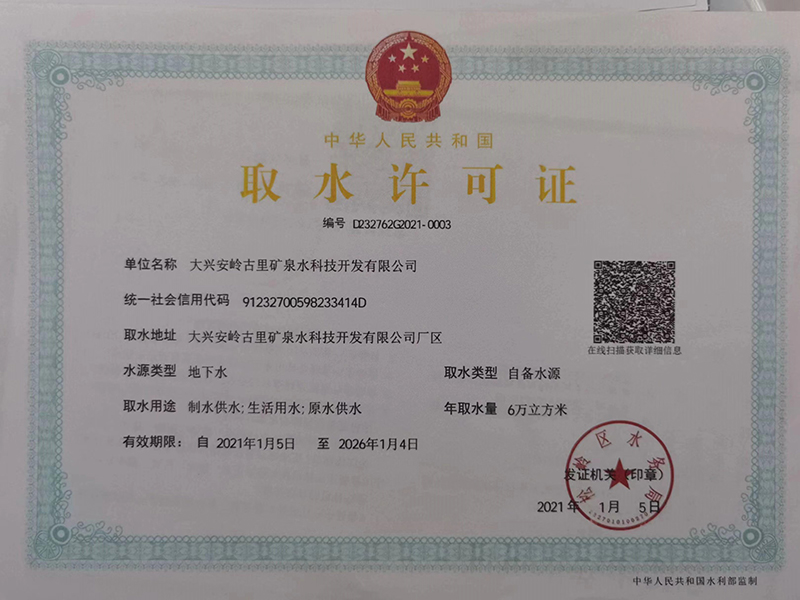 中华人民共和国
取水许可证
编号 D232762G2021-0003
单位名称 大兴安岭古里矿泉水科技开发有限公司
统一社会信用代码 91232700598233414D
取水地址 大兴安岭古里矿泉水科技开发有限公司厂区
在线扫描获取详细信息
水源类型 地下水 取水类型 自备水源
取水用途 制水供水;生活用水;原水供水 年取水量 6万立方米
有效期限: 自 2021年1月5日 至 2026年1月4日
岭区水务局
发证机关(印章)
2021年 1月 5日
中华人民共和国水利部监制